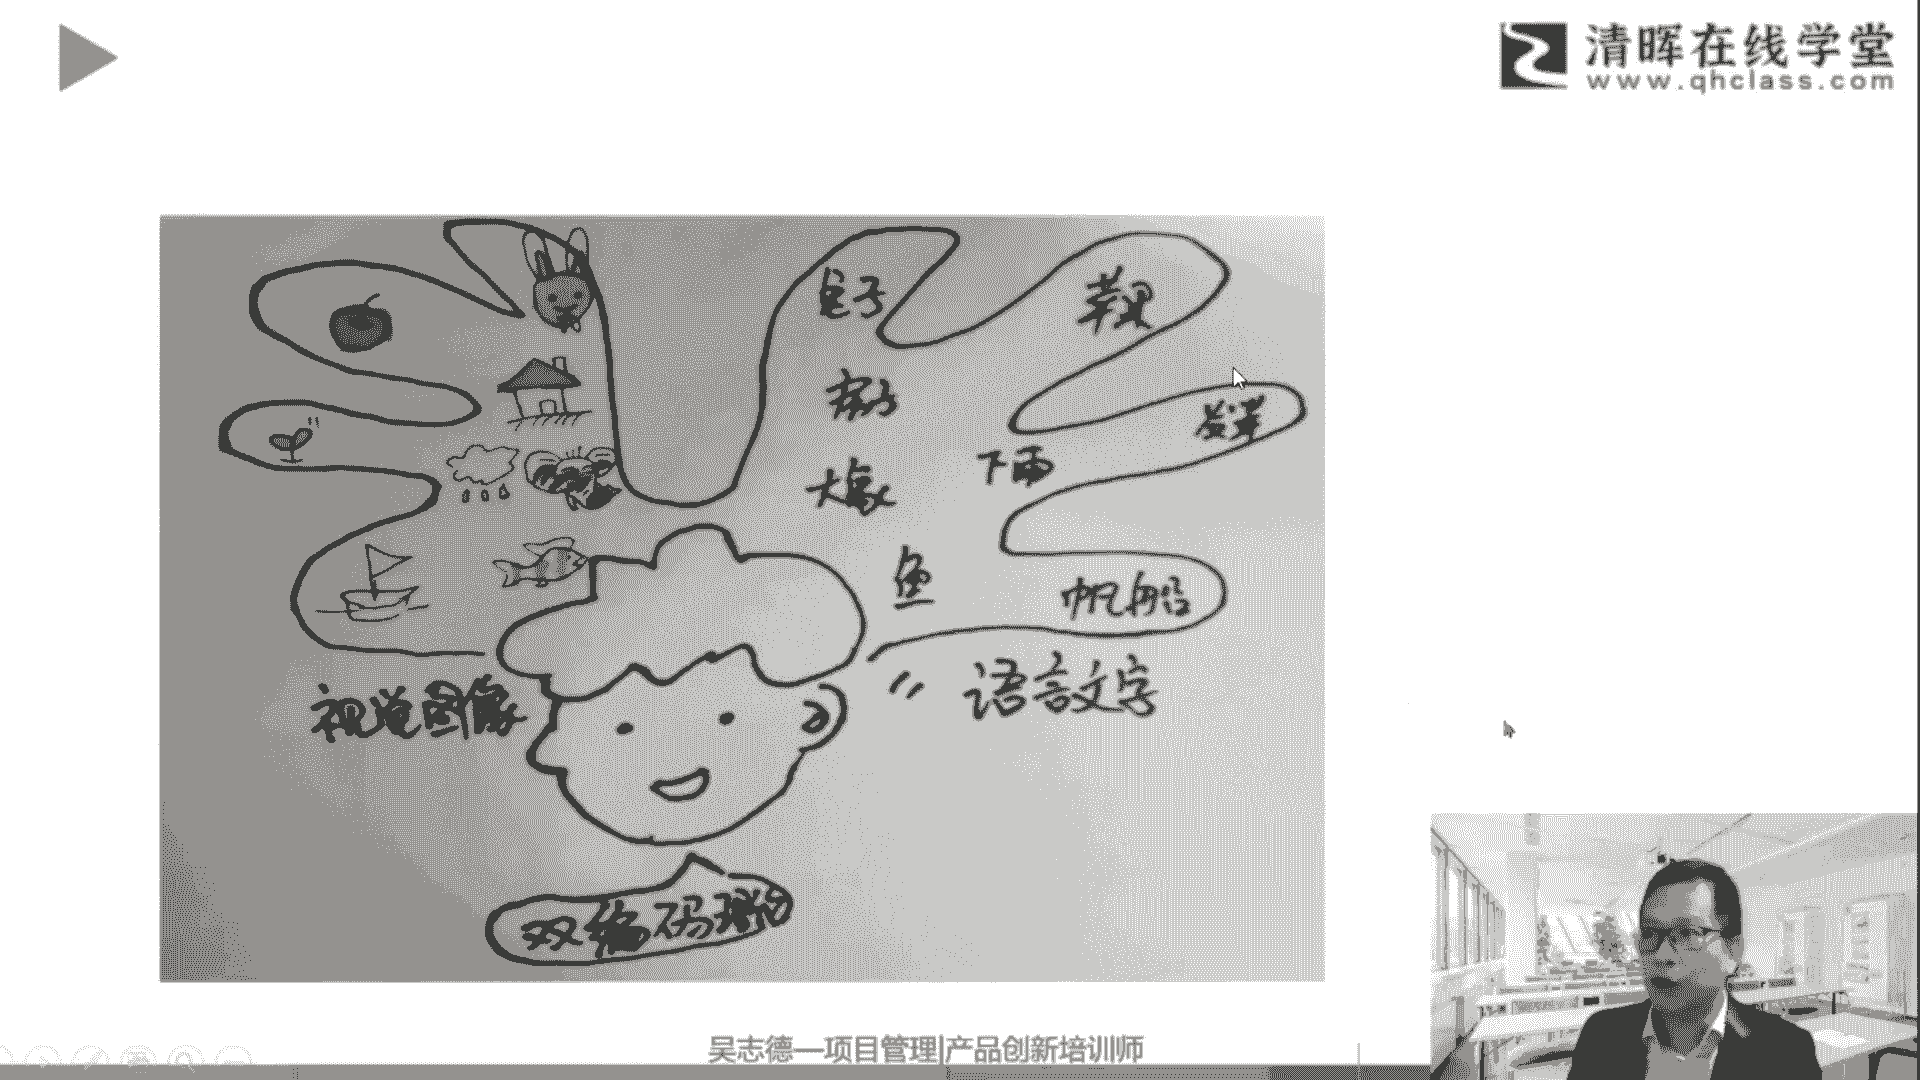 清晖在线学堂
www.qhclass.com
兔子
苹果
房子
发芽
大象
下雨
鱼
帆船
视觉图像
语言文字
双编码理论
吴志德—项目管理|产品创新培训师